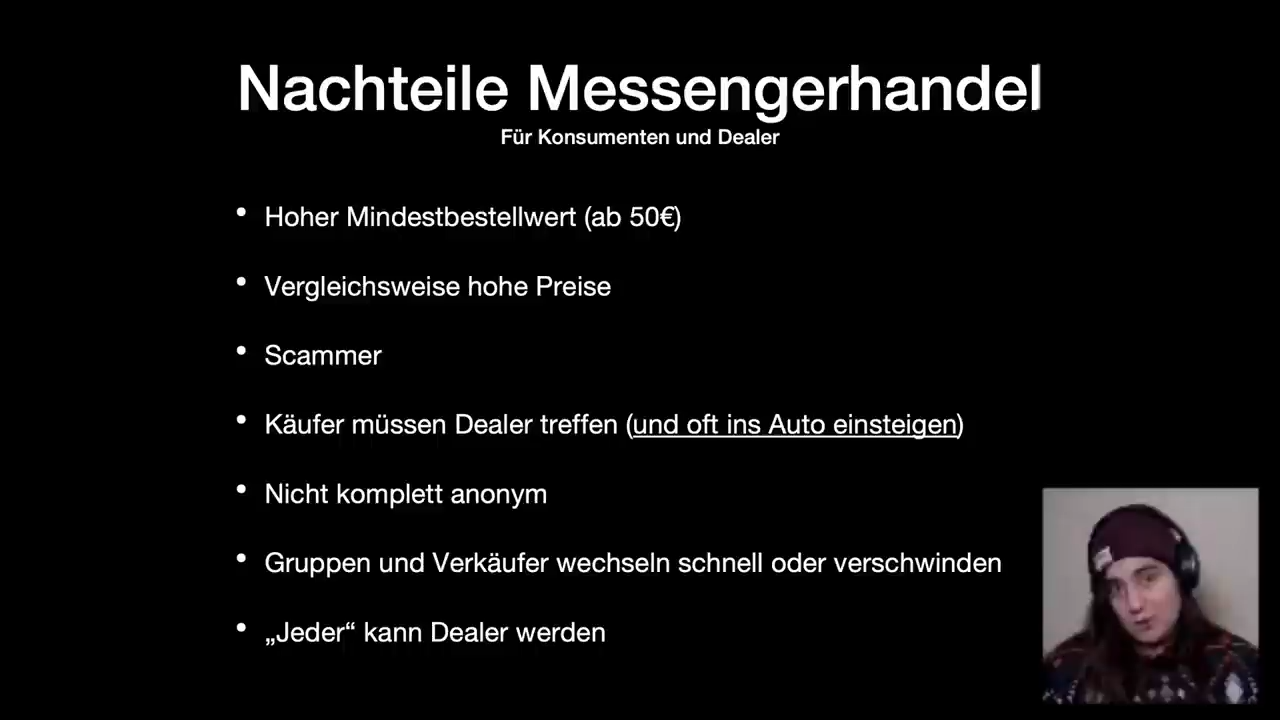 Nachteile Messengerhandel
Für Konsumenten und Dealer
• Hoher Mindestbestellwert (ab 50€)
• Vergleichsweise hohe Preise
• Scammer
• Käufer müssen Dealer treffen (und oft ins Auto einsteigen)
• Nicht komplett anonym
• Gruppen und Verkäufer wechseln schnell oder verschwinden
• „Jeder“ kann Dealer werden